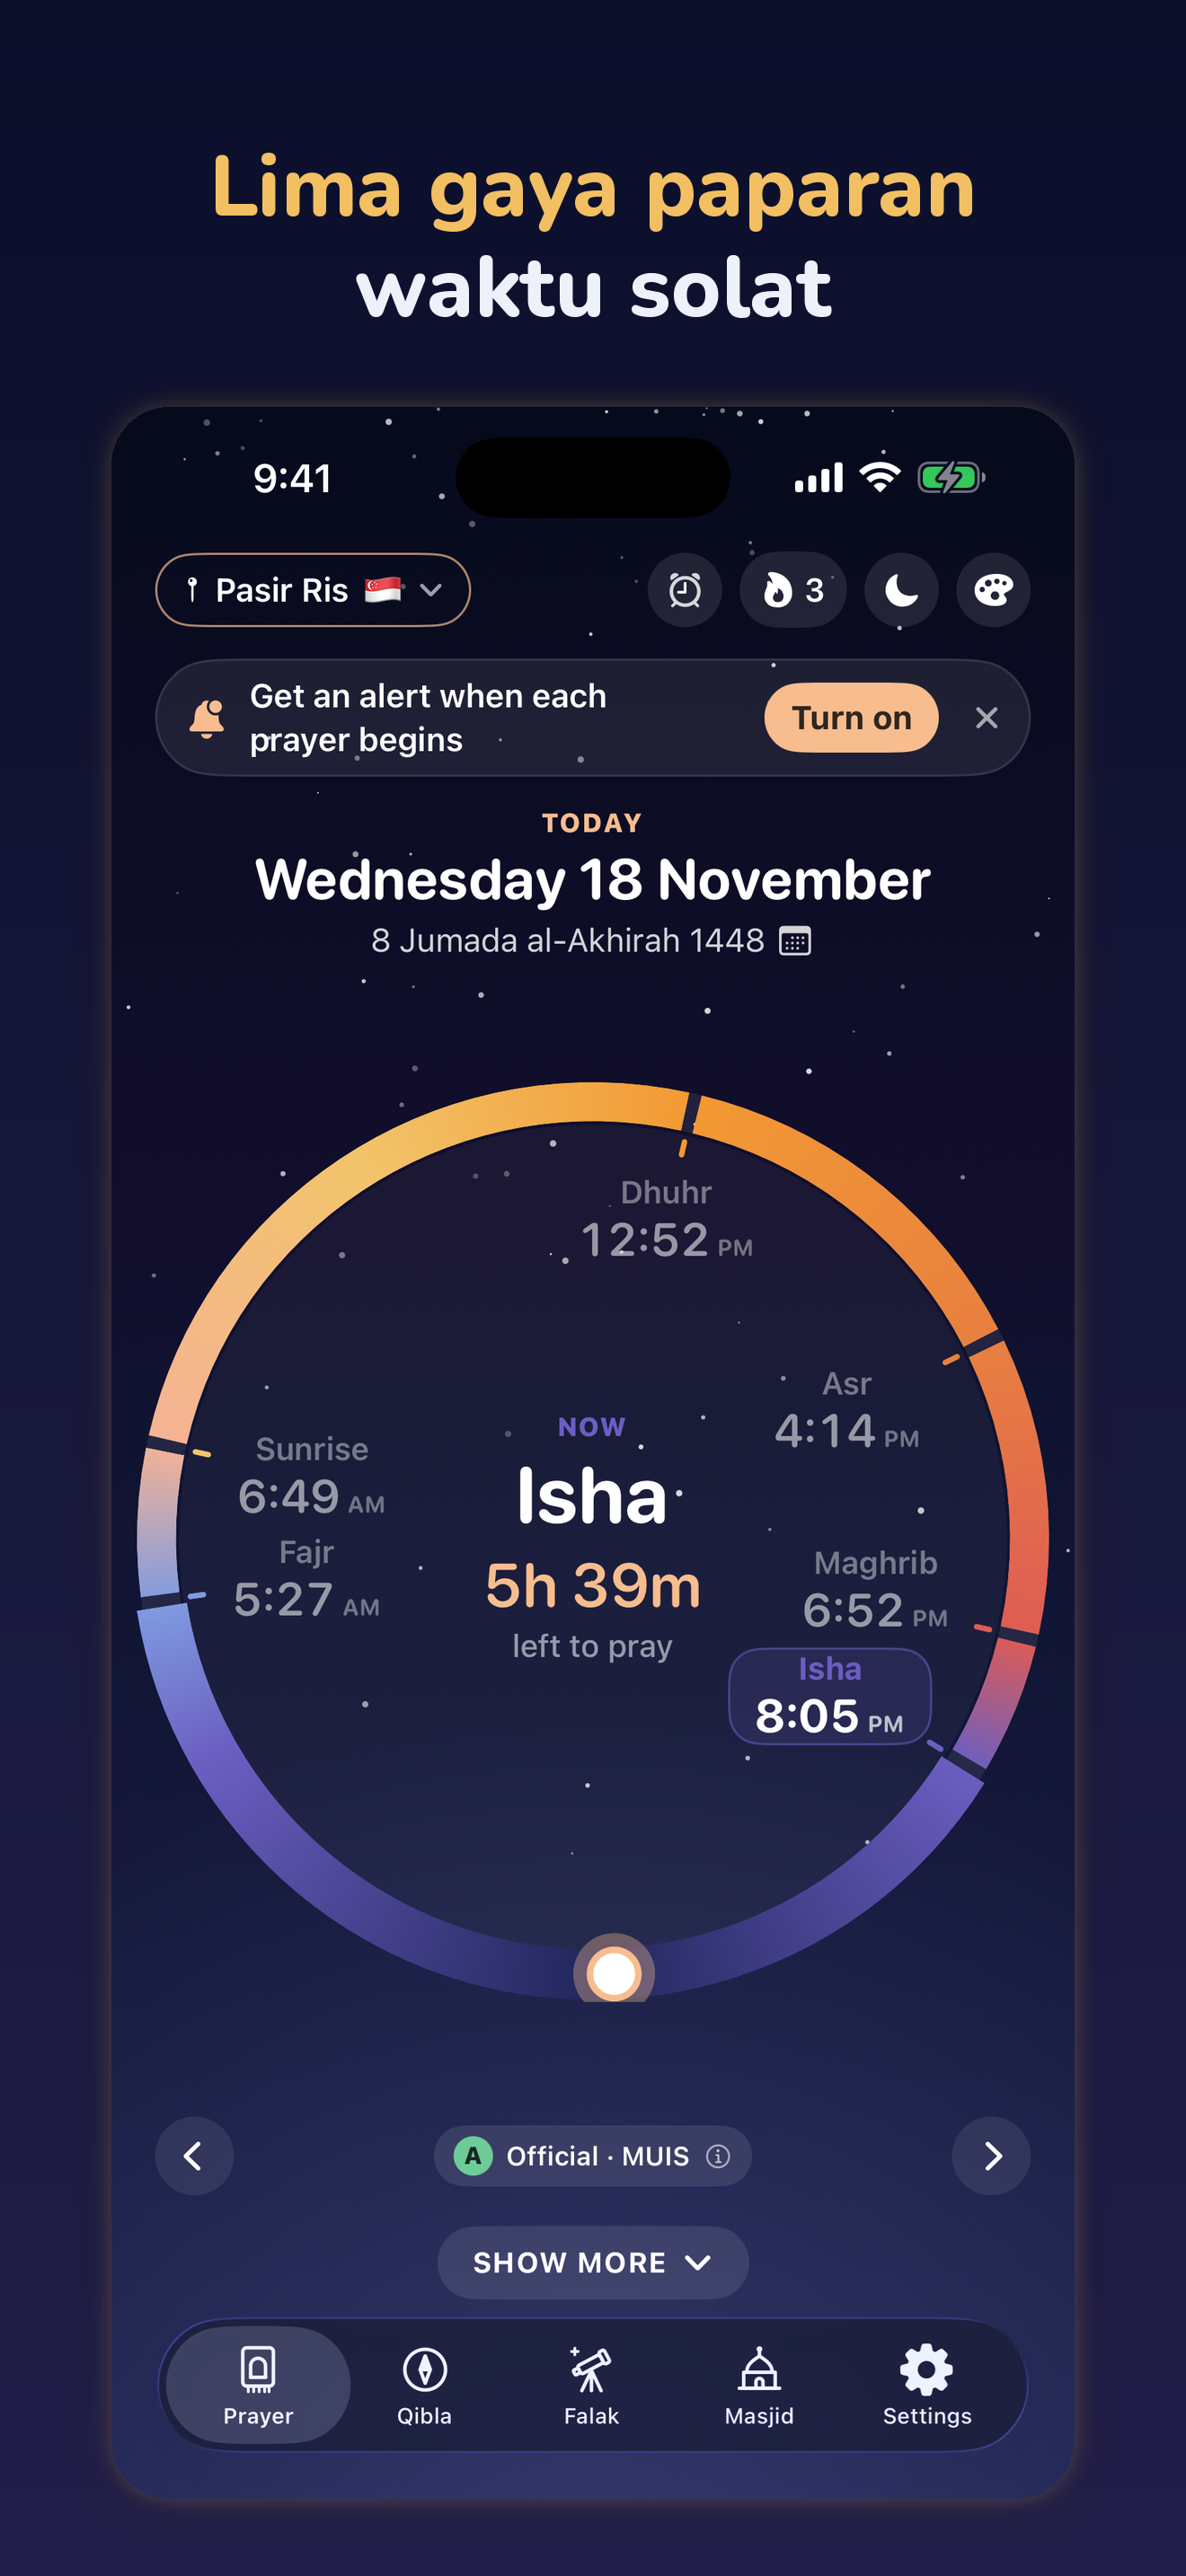 Lima gaya paparan
waktu solat
9:41
Pasir Ris
3
Get an alert when each
prayer begins
Turn on
TODAY
Wednesday 18 November
8 Jumada al-Akhirah 1448
Dhuhr
12:52 PM
Asr
4:14 PM
Sunrise
6:49 AM
NOW
Isha
5h 39m
left to pray
Fajr
5:27 AM
Maghrib
6:52 PM
Isha
8:05 PM
A Official · MUIS
SHOW MORE
Prayer
Qibla
Falak
Masjid
Settings